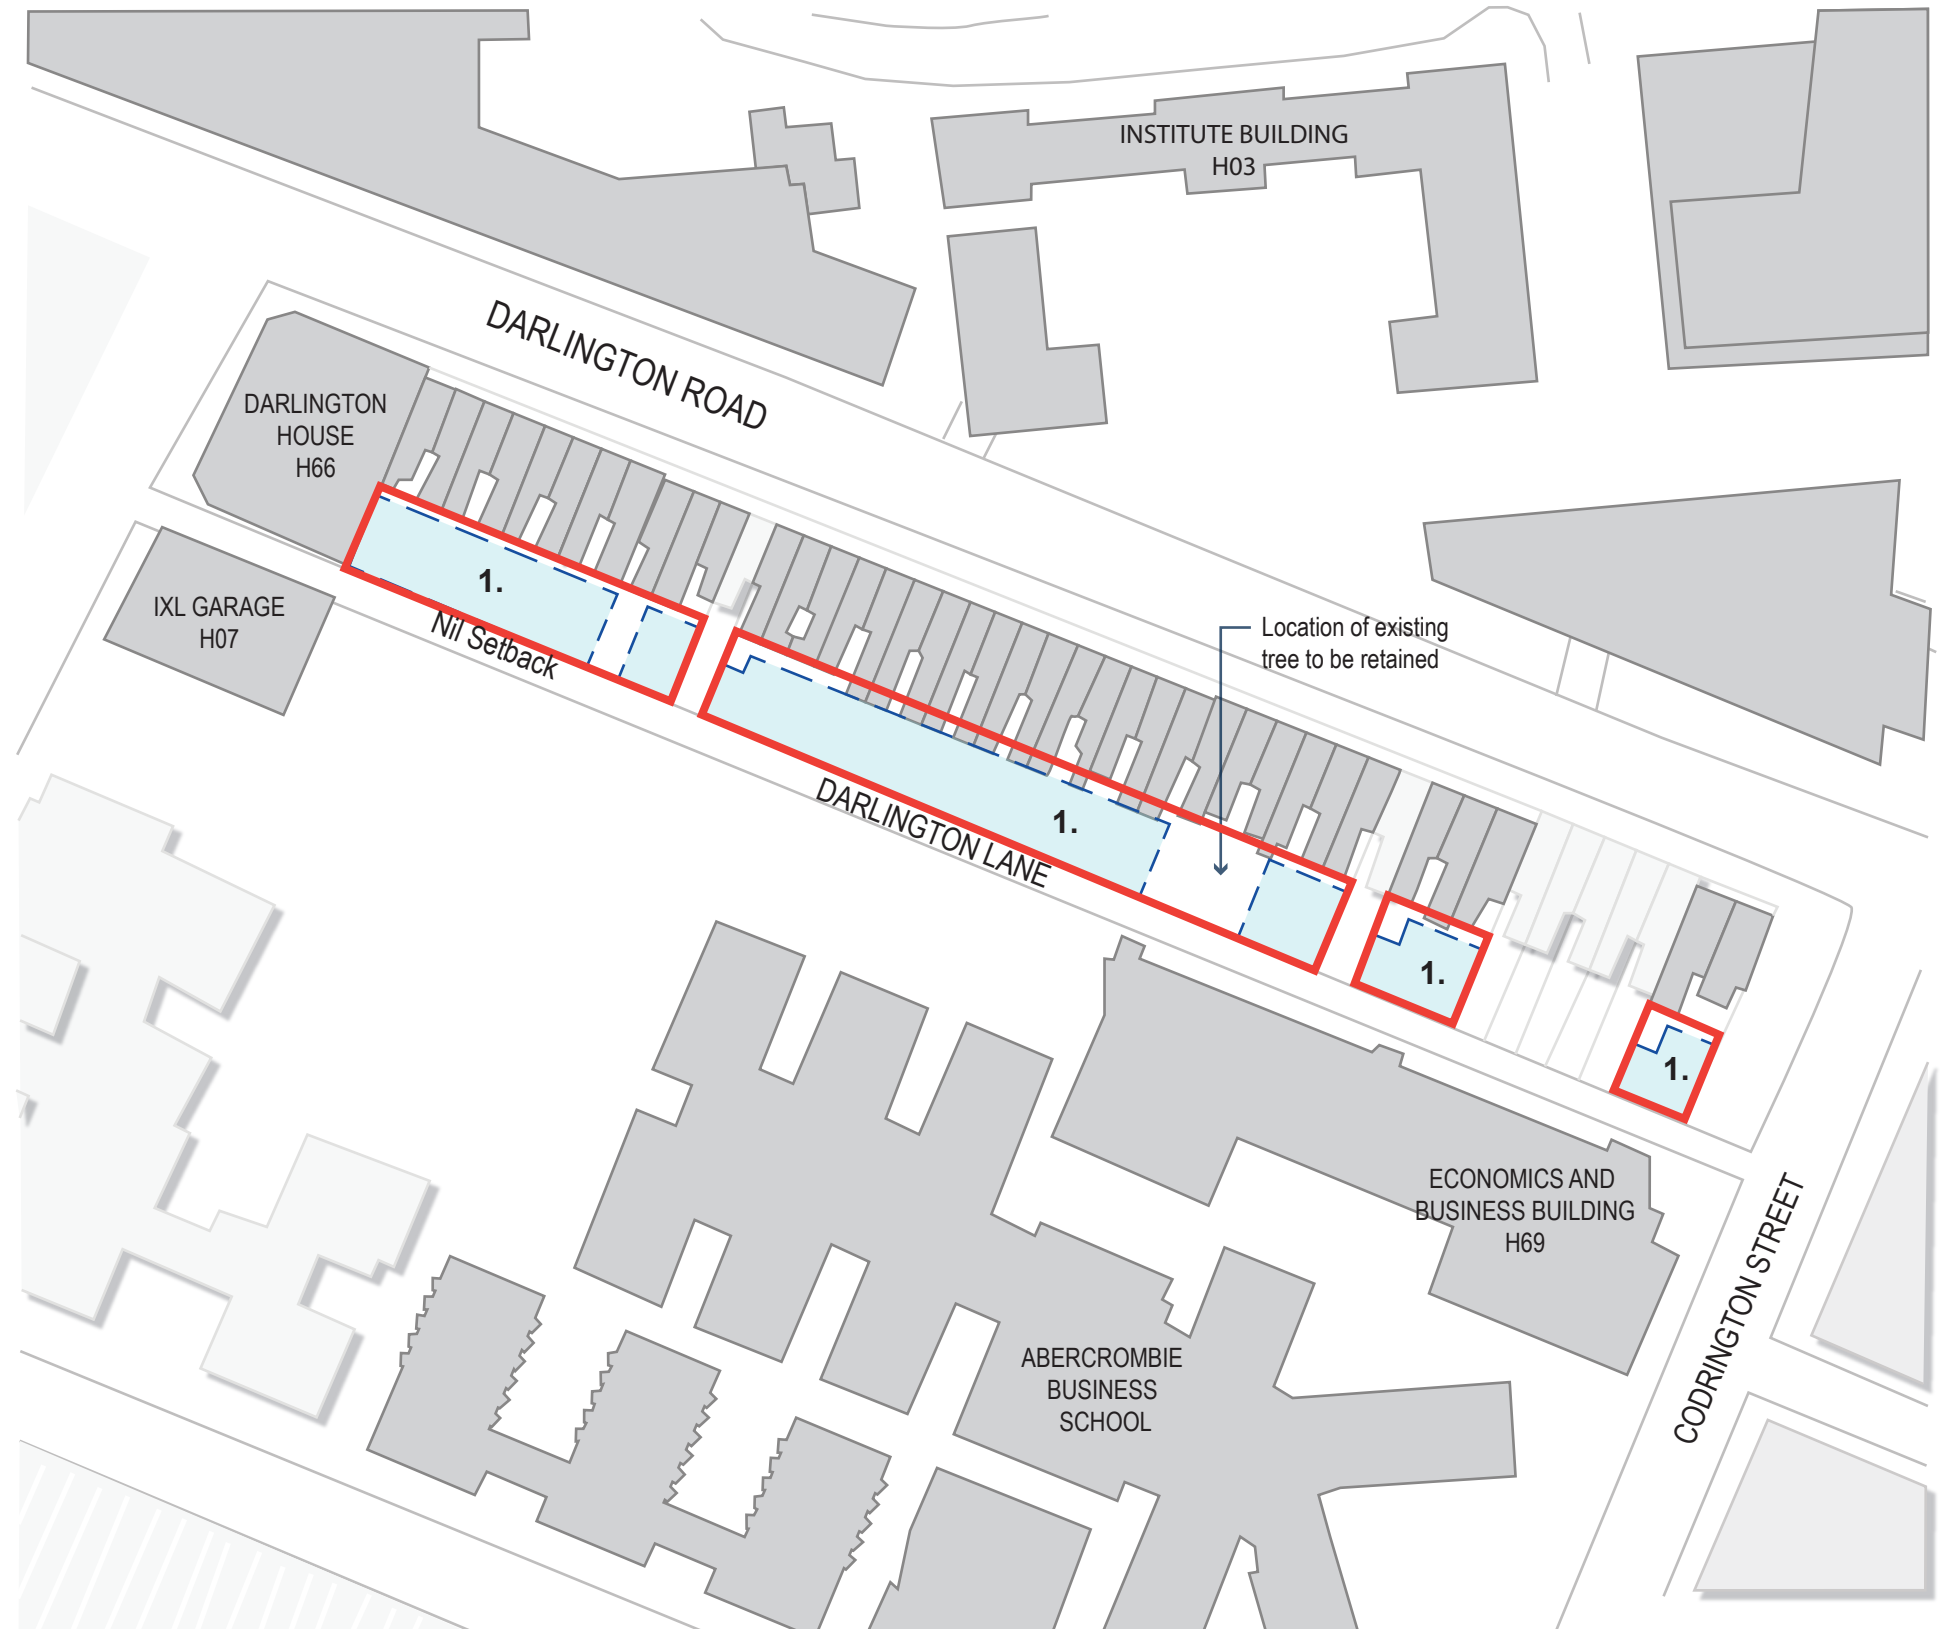 INSTITUTE BUILDING
H03
DARLINGTON ROAD
DARLINGTON
HOUSE
H66
IXL GARAGE
H07
1.
Nil Setback
Location of existing
tree to be retained
1.
DARLINGTON LANE
1.
1.
ECONOMICS AND
BUSINESS BUILDING
H69
CODRINGTON STREET
ABERCROMBIE
BUSINESS
SCHOOL